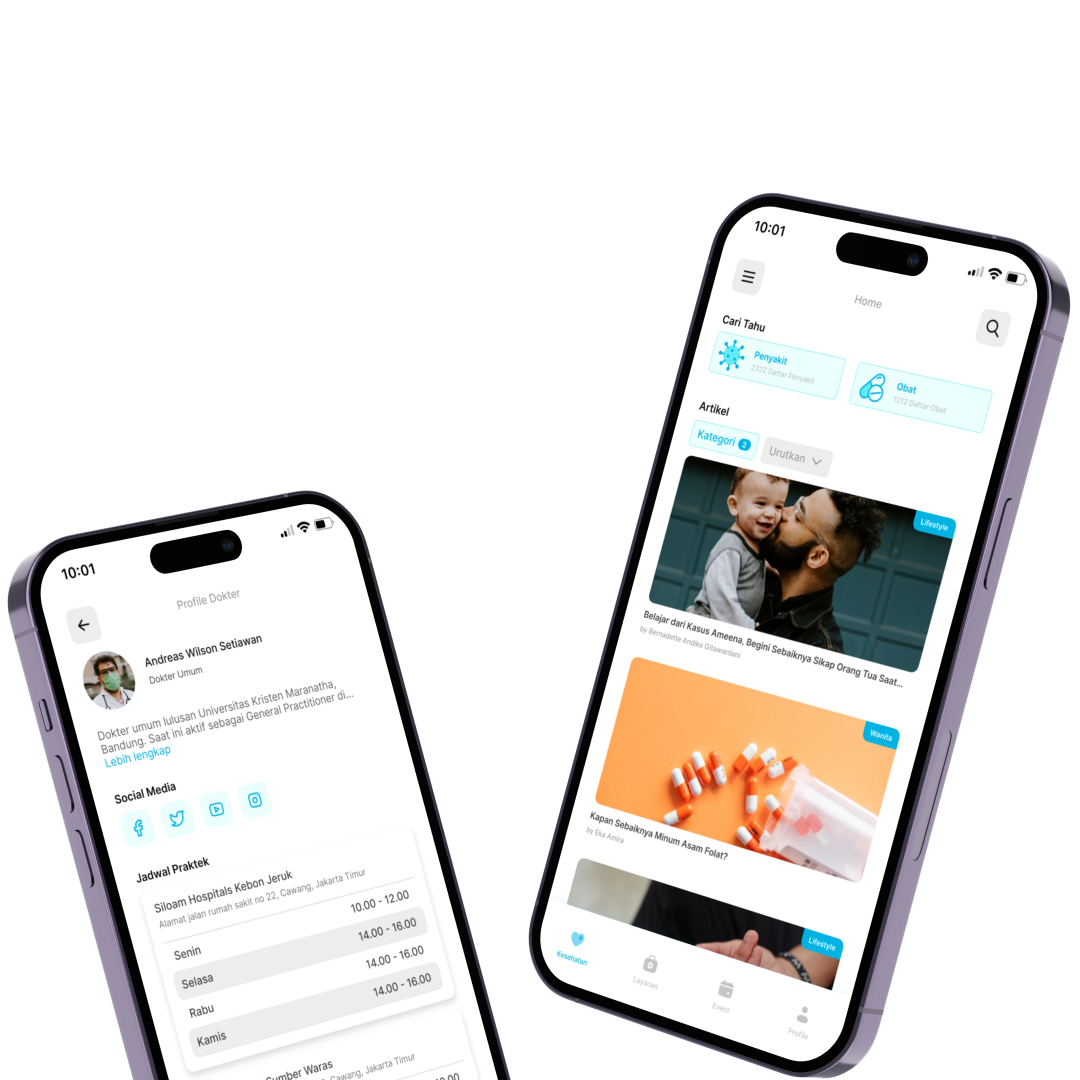 10:01
Profile Dokter
Andreas Wilson Setiawan
Dokter Umum
Dokter umum lulusan Universitas Kristen Maranatha,
Bandung. Saat ini aktif sebagai General Practitioner di...
Lebih lengkap
Social Media
Jadwal Praktek
Siloam Hospitals Kebon Jeruk
Alamat jalan rumah sakit no 22, Cawang, Jakarta Timur
Senin 10.00 - 12.00
Selasa 14.00 - 16.00
Rabu 14.00 - 16.00
Kamis 14.00 - 16.00
Sumber Waras
Cawang, Jakarta Timur
10:01
Home
Cari Tahu
Penyakit
2322 Daftar Penyakit
Obat
1212 Daftar Obat
Artikel
Kategori 2
Urutkan
Lifestyle
Belajar dari Kasus Ameena, Begini Sebaiknya Sikap Orang Tua Saat...
by Bernadette Andika Gitawardani
Wanita
Kapan Sebaiknya Minum Asam Folat?
by Eka Amira
Lifestyle
Kesehatan
Layanan
Event
Profile